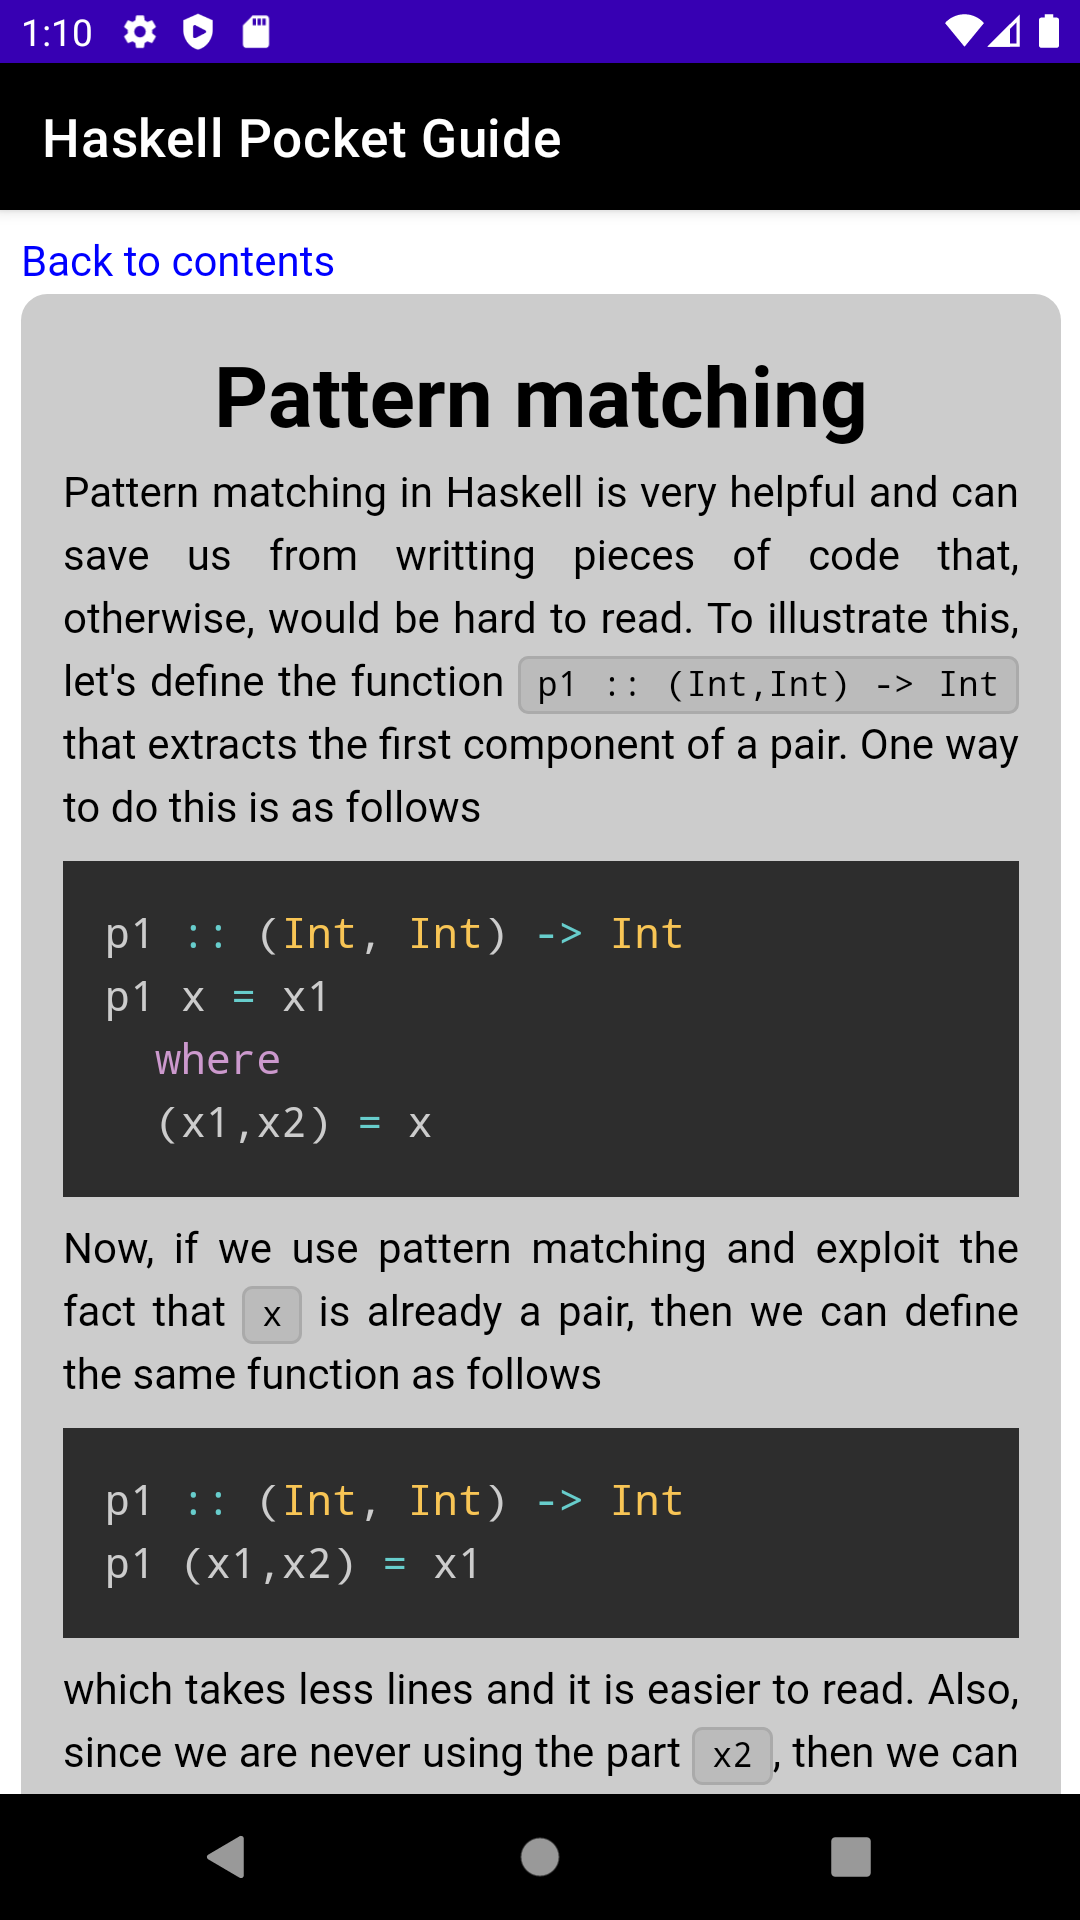 1:10
Haskell Pocket Guide
Back to contents
Pattern matching
Pattern matching in Haskell is very helpful and can
save us from writting pieces of code that,
otherwise, would be hard to read. To illustrate this,
let's define the function p1 :: (Int,Int) -> Int
that extracts the first component of a pair. One way
to do this is as follows
p1 :: (Int, Int) -> Int
p1 x = x1
  where
  (x1,x2) = x
Now, if we use pattern matching and exploit the
fact that x is already a pair, then we can define
the same function as follows
p1 :: (Int, Int) -> Int
p1 (x1,x2) = x1
which takes less lines and it is easier to read. Also,
since we are never using the part x2, then we can